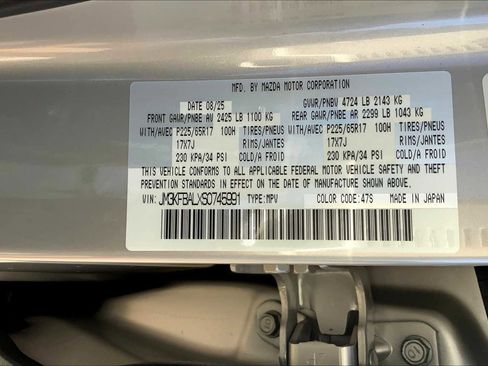 MFD. BY MAZDA MOTOR CORPORATION
DATE 08/25 GVWR/PNBV 4724 LB 2143 KG
FRONT GAWR/PNBE AV 2425 LB 1100 KG REAR GAWR/PNBE AR 2299 LB 1043 KG
WITH/AVEC P225/65R17 100H TIRES/PNEUS WITH/AVEC P225/65R17 100H TIRES/PNEUS
17X7J RIMS/JANTES 17X7J RIMS/JANTES
230 KPA/34 PSI COLD/A FROID 230 KPA/34 PSI COLD/A FROID
THIS VEHICLE CONFORMS TO ALL APPLICABLE FEDERAL MOTOR VEHICLE SAFETY, BUMPER, AND THEFT
PREVENTION STANDARDS IN EFFECT ON THE DATE OF MANUFACTURE SHOWN ABOVE.
VIN: JM3KFBALXS0745991 TYPE:MPV COLOR CODE:47S MADE IN JAPAN